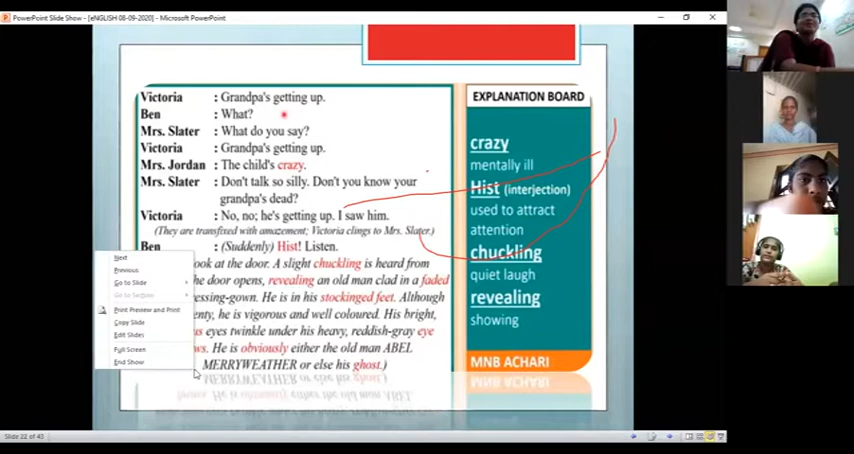 PowerPoint Slide Show - [eNGLISH 08-09-2020] - Microsoft PowerPoint
Victoria : Grandpa's getting up.
Ben : What?
Mrs. Slater : What do you say?
Victoria : Grandpa's getting up.
Mrs. Jordan : The child's crazy.
Mrs. Slater : Don't talk so silly. Don't you know your
grandpa's dead?
Victoria : No, no; he's getting up. I saw him.
(They are transfixed with amazement; Victoria clings to Mrs. Slater.)
Ben : (Suddenly) Hist! Listen.
ook at the door. A slight chuckling is heard from
he door opens, revealing an old man clad in a faded
essing-gown. He is in his stockinged feet. Although
enty, he is vigorous and well coloured. His bright,
us eyes twinkle under his heavy, reddish-gray eye
ws. He is obviously either the old man ABEL
MERRYWEATHER or else his ghost.)
EXPLANATION BOARD
crazy
mentally ill
Hist (interjection)
used to attract
attention
chuckling
quiet laugh
revealing
showing
MNB ACHARI
Next
Previous
Go to Slide
Go to Section
Print Preview and Print
Copy Slide
Edit Slides
Full Screen
End Show
Slide 22 of 43